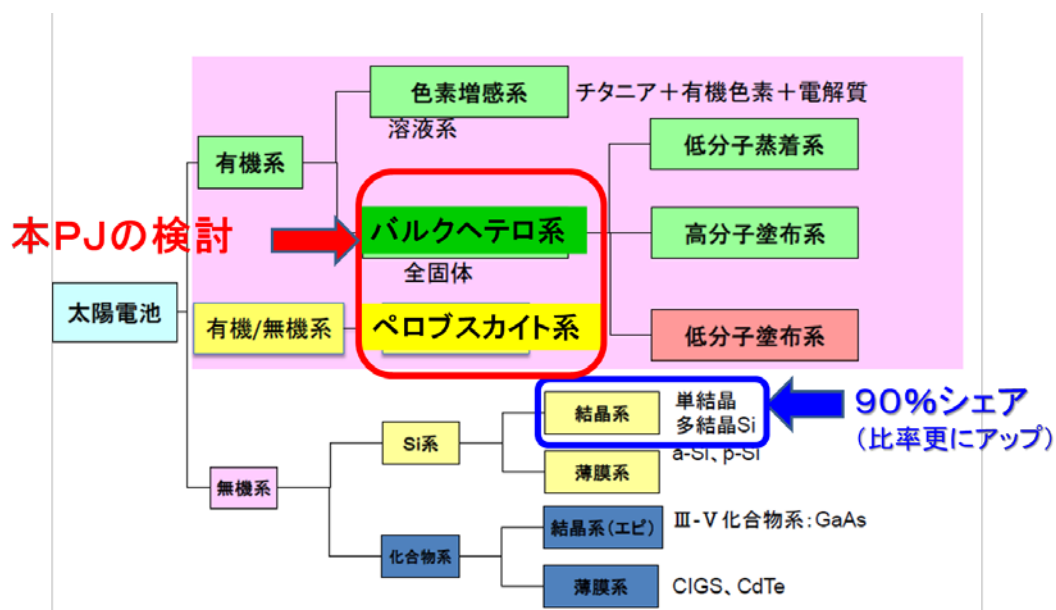 色素増感系
チタニア＋有機色素＋電解質
溶液系
有機系
低分子蒸着系
本PJの検討
バルクヘテロ系
高分子塗布系
全固体
太陽電池
有機/無機系
ペロブスカイト系
低分子塗布系
結晶系
単結晶
多結晶Si
90%シェア
（比率更にアップ）
Si系
a-Si、p-Si
薄膜系
無機系
結晶系（エピ）
Ⅲ-Ⅴ化合物系：GaAs
化合物系
薄膜系
CIGS、CdTe